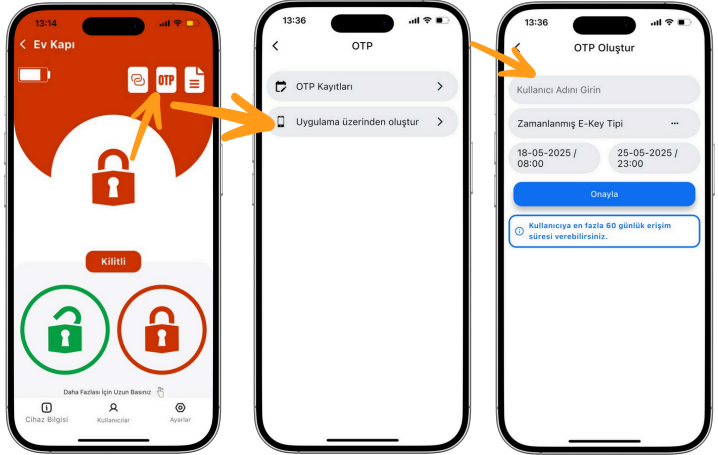 13:14
Ev Kapı
OTP
Kilitli
Daha Fazlası İçin Uzun Basınız
Cihaz Bilgisi
Kullanıcılar
Ayarlar
13:36
OTP
OTP Kayıtları
Uygulama üzerinden oluştur
13:36
OTP Oluştur
Kullanıcı Adını Girin
Zamanlanmış E-Key Tipi
18-05-2025 /
08:00
25-05-2025 /
23:00
Onayla
Kullanıcıya en fazla 60 günlük erişim
süresi verebilirsiniz.